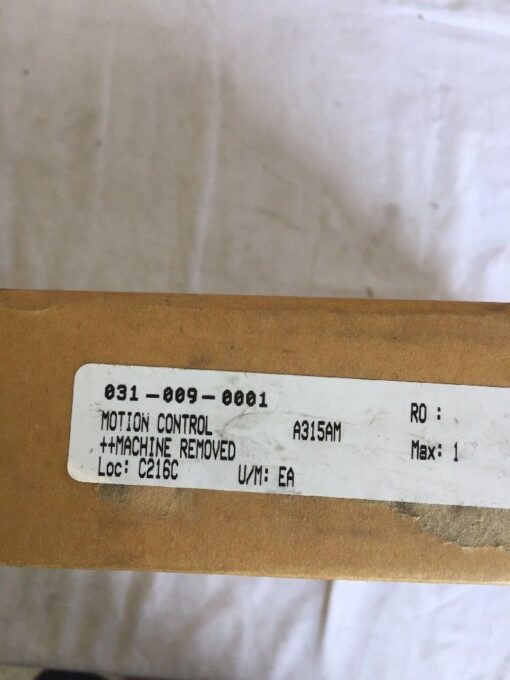 031-009-0001
MOTION CONTROL A315AM RO :
++MACHINE REMOVED Max: 1
Loc: C216C U/M: EA